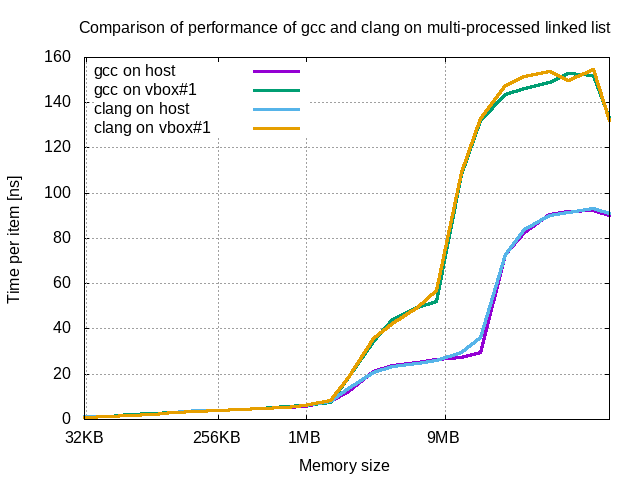 Comparison of performance of gcc and clang on multi-processed linked list
160
140
120
100
80
60
40
20
0
Time per item [ns]
gcc on host
gcc on vbox#1
clang on host
clang on vbox#1
32KB
256KB
1MB
9MB
Memory size